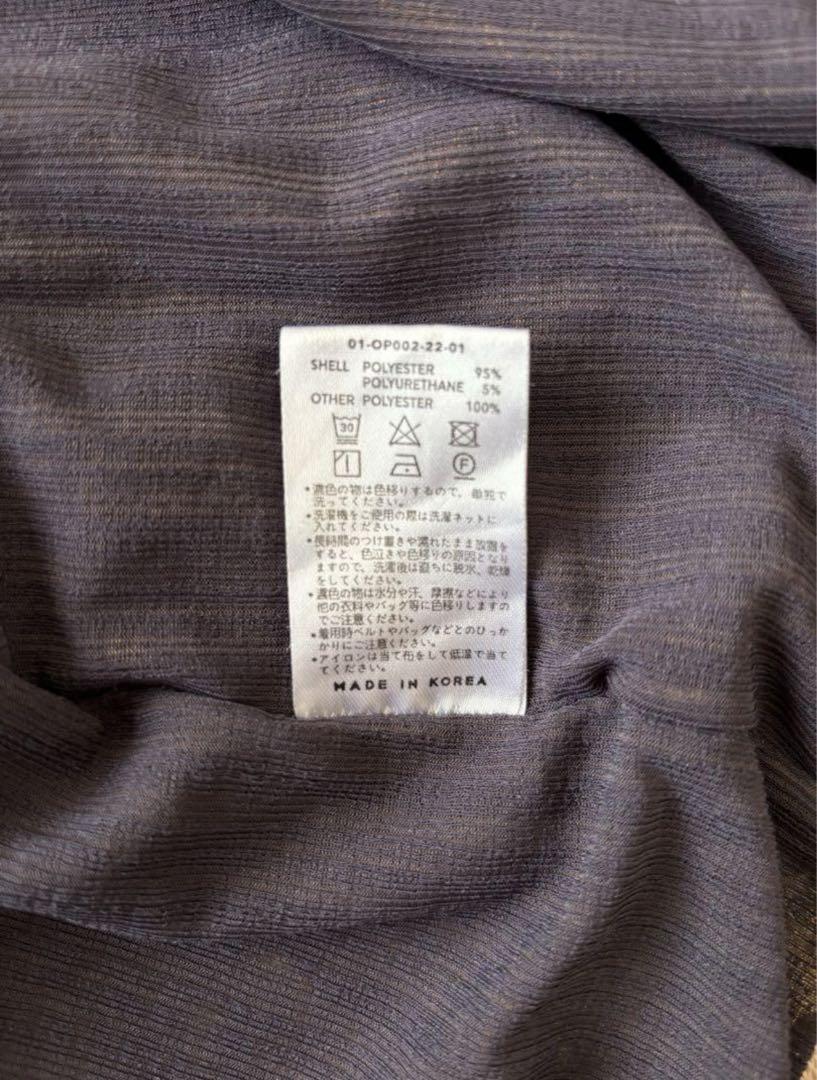 01-OP002-22-01
SHELL POLYESTER 95%
POLYURETHANE 5%
OTHER POLYESTER 100%
30
F
•濃色の物は色移りするので、単独で
洗ってください。
•洗濯機をご使用の際は洗濯ネットに
入れてください。
•長時間のつけ置きや濡れたまま放置を
すると、色泣きや色移りの原因となり
ますので、洗濯後は直ちに脱水、乾燥
をしてください。
•濃色の物は水分や汗、摩擦などにより
他の衣料やバッグ等に色移りしますの
でご注意ください。
•着用時ベルトやバッグなどとのひっか
かりにご注意ください。
•アイロンは当て布をして低温で当て
てください。
MADE IN KOREA